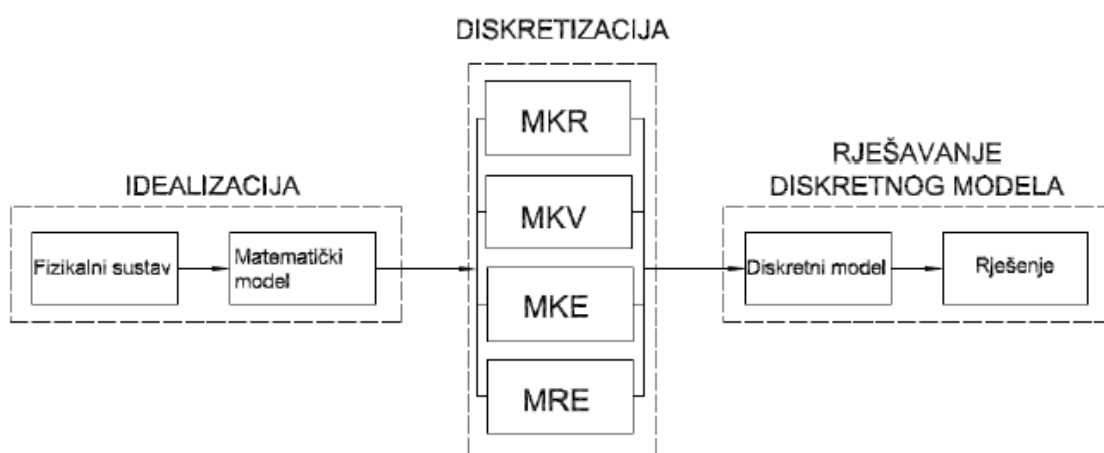 DISKRETIZACIJA
MKR
MKV
MKE
MRE
IDEALIZACIJA
Fizikalni sustav
Matematički
model
RJEŠAVANJE
DISKRETNOG MODELA
Diskretni model
Rješenje